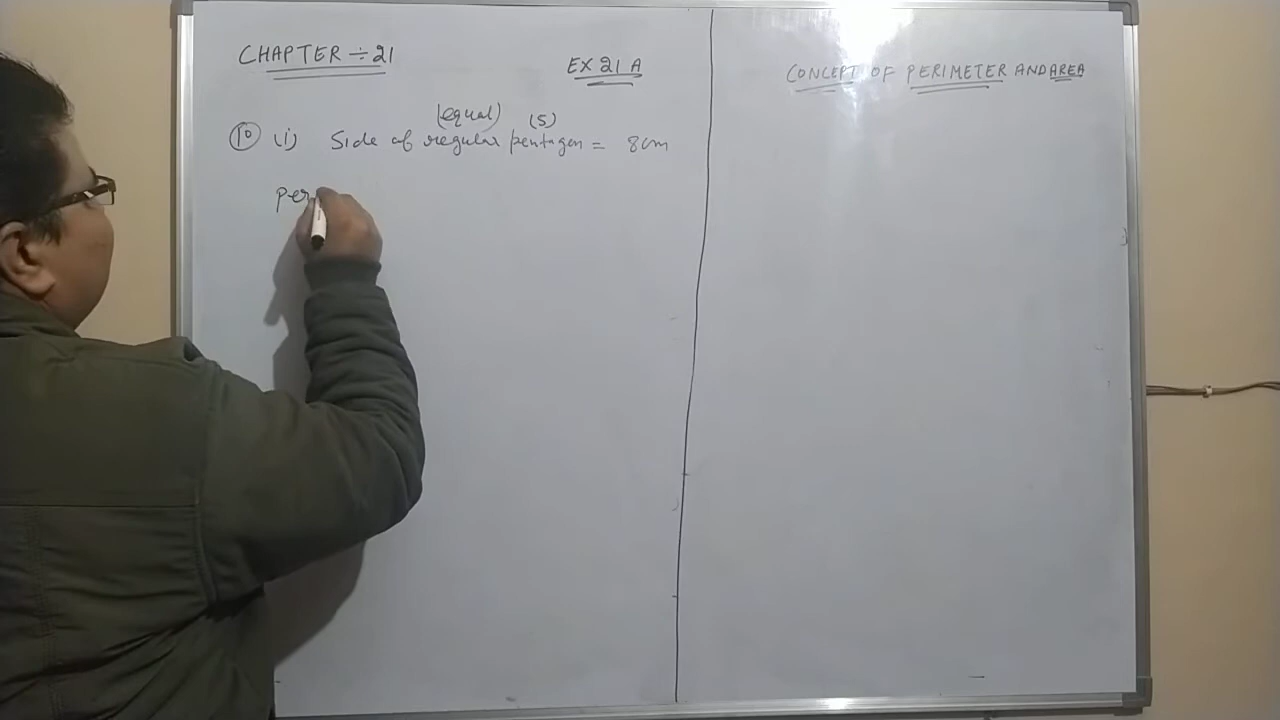 CHAPTER ÷ 21
EX 21 A
CONCEPT OF PERIMETER AND AREA
(equal) (5)
10 (i) Side of regular pentagon = 8cm
Per